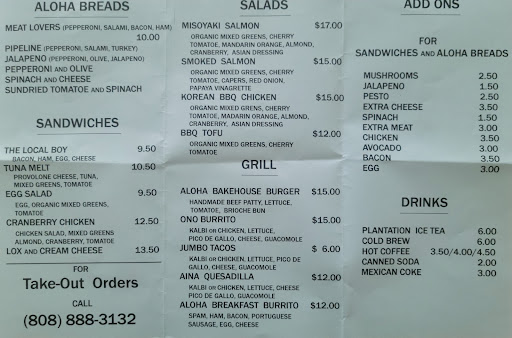 ALOHA BREADS
MEAT LOVERS (PEPPERONI, SALAMI, BACON, HAM)
10.00
PIPELINE (PEPPERONI, SALAMI, TURKEY)
JALAPENO (PEPPERONI, OLIVE, JALAPENO)
PEPPERONI AND OLIVE
SPINACH AND CHEESE
SUNDRIED TOMATOE AND SPINACH
SANDWICHES
THE LOCAL BOY 9.50
BACON, HAM, EGG, CHEESE
TUNA MELT 10.50
PROVOLONE CHEESE, TUNA,
MIXED GREENS, TOMATOE
EGG SALAD 9.50
EGG, ORGANIC MIXED GREENS,
TOMATOE
CRANBERRY CHICKEN 12.50
CHICKEN SALAD, MIXED GREENS
ALMOND, CRANBERRY, TOMATOE
LOX AND CREAM CHEESE 13.50
FOR
Take-Out Orders
CALL
(808) 888-3132
SALADS
MISOYAKI SALMON $17.00
ORGANIC MIXED GREENS, CHERRY
TOMATOE, MANDARIN ORANGE, ALMOND,
CRANBERRY, ASIAN DRESSING
SMOKED SALMON $15.00
ORGANIC MIXED GREENS, CHERRY
TOMATOE, CAPERS, RED ONION,
PAPAYA VINAGRETTE
KOREAN BBQ CHICKEN $15.00
ORGANIC MIXED GREENS, CHERRY
TOMATOE, MADARIN ORANGE, ALMOND,
CRANBERRY, ASIAN DRESSING
BBQ TOFU $12.00
ORGANIC MIXED GREENS, CHERRY
TOMATOE
GRILL
ALOHA BAKEHOUSE BURGER $15.00
HANDMADE BEEF PATTY, LETTUCE,
TOMATOE, BRIOCHE BUN
ONO BURRITO $15.00
KALBI OR CHICKEN, LETTUCE,
PICO DE GALLO, CHEESE, GUACOMOLE
JUMBO TACOS $ 6.00
KALBI OR CHICKEN, LETTUCE, PICO DE
GALLO, CHEESE, GUACOMOLE
AINA QUESADILLA $12.00
KALBI OR CHICKEN, LETTUCE, CHEESE
PICO DE GALLO, GUACOMOLE
ALOHA BREAKFAST BURRITO $12.00
SPAM, HAM, BACON, PORTUGUESE
SAUSAGE, EGG, CHEESE
ADD ONS
FOR
SANDWICHES AND ALOHA BREADS
MUSHROOMS 2.50
JALAPENO 1.50
PESTO 2.50
EXTRA CHEESE 3.50
SPINACH 1.50
EXTRA MEAT 3.00
CHICKEN 3.50
AVOCADO 3.00
BACON 3.50
EGG 3.00
DRINKS
PLANTATION ICE TEA 6.00
COLD BREW 6.00
HOT COFFEE 3.50/4.00/4.50
CANNED SODA 2.00
MEXICAN COKE 3.00